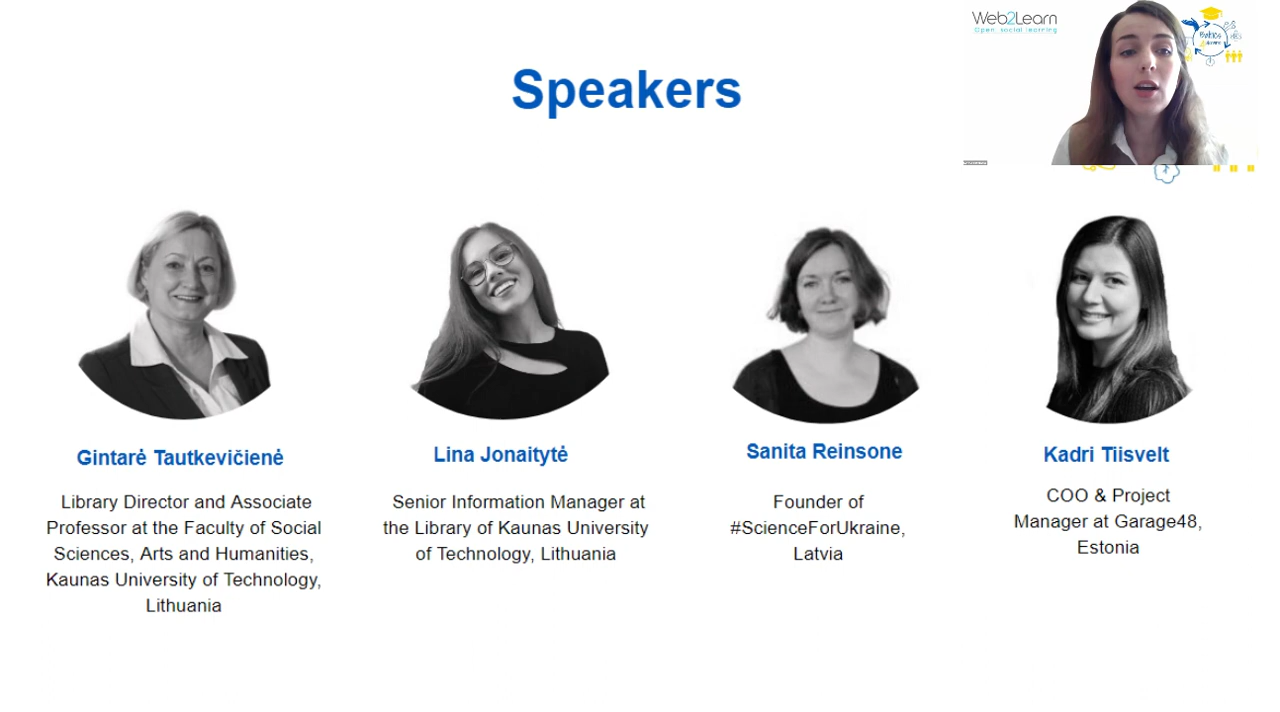 Web2Learn
Open, social learning
Speakers
Gintarė Tautkevičienė
Library Director and Associate
Professor at the Faculty of Social
Sciences, Arts and Humanities,
Kaunas University of Technology,
Lithuania
Lina Jonaitytė
Senior Information Manager at
the Library of Kaunas University
of Technology, Lithuania
Sanita Reinsone
Founder of
#ScienceForUkraine,
Latvia
Kadri Tiisvelt
COO & Project
Manager at Garage48,
Estonia